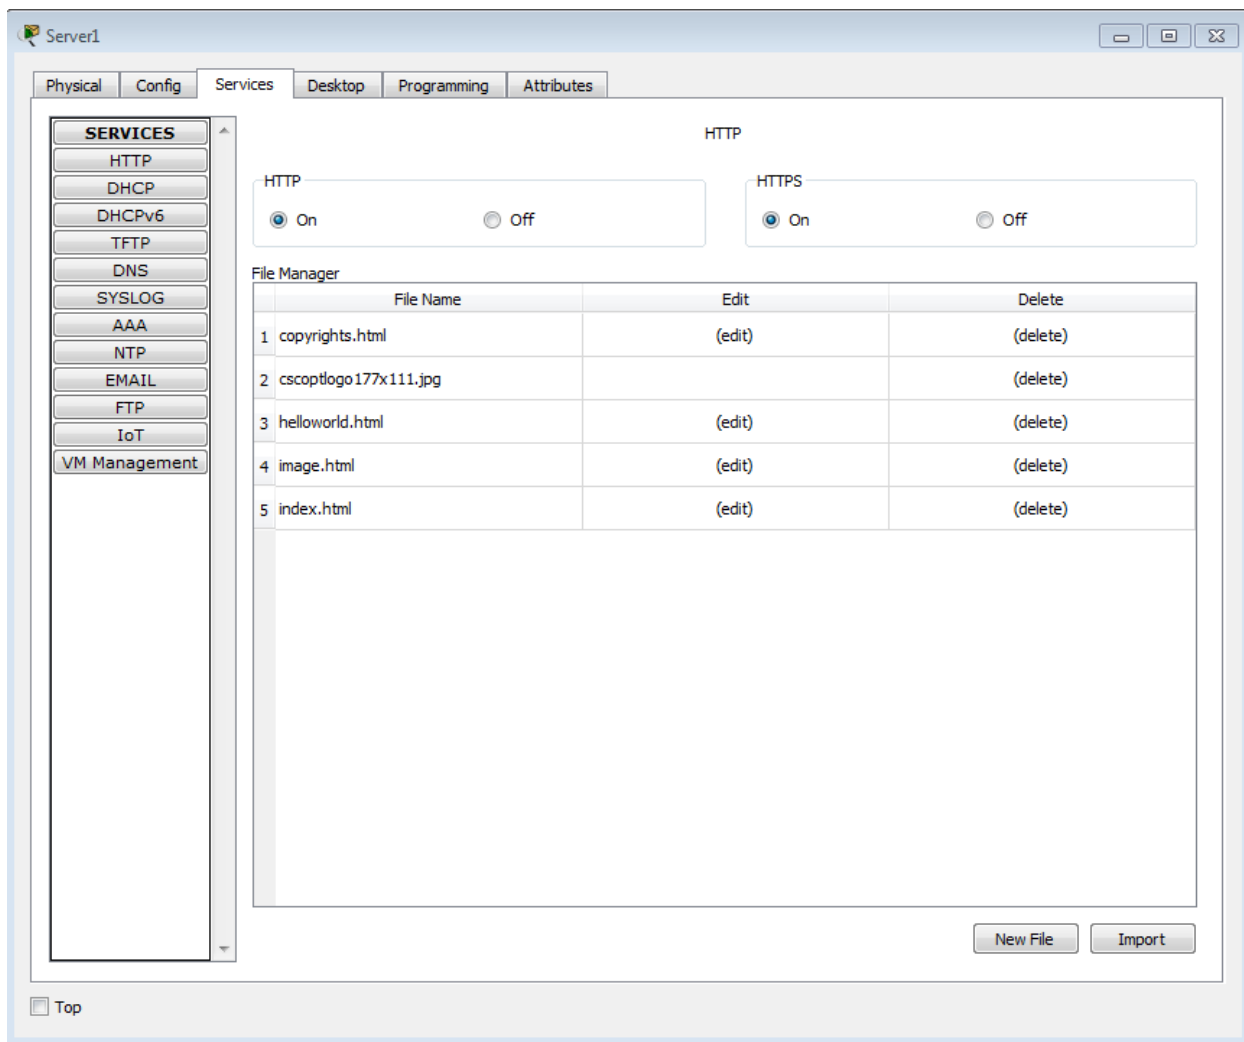 Server1
Physical Config Services Desktop Programming Attributes
SERVICES
HTTP
DHCP
DHCPv6
TFTP
DNS
SYSLOG
AAA
NTP
EMAIL
FTP
IoT
VM Management
HTTP
HTTP
On Off
HTTPS
On Off
File Manager
File Name Edit Delete
1 copyrights.html (edit) (delete)
2 cscoptlogo177x111.jpg (delete)
3 helloworld.html (edit) (delete)
4 image.html (edit) (delete)
5 index.html (edit) (delete)
New File Import
Top